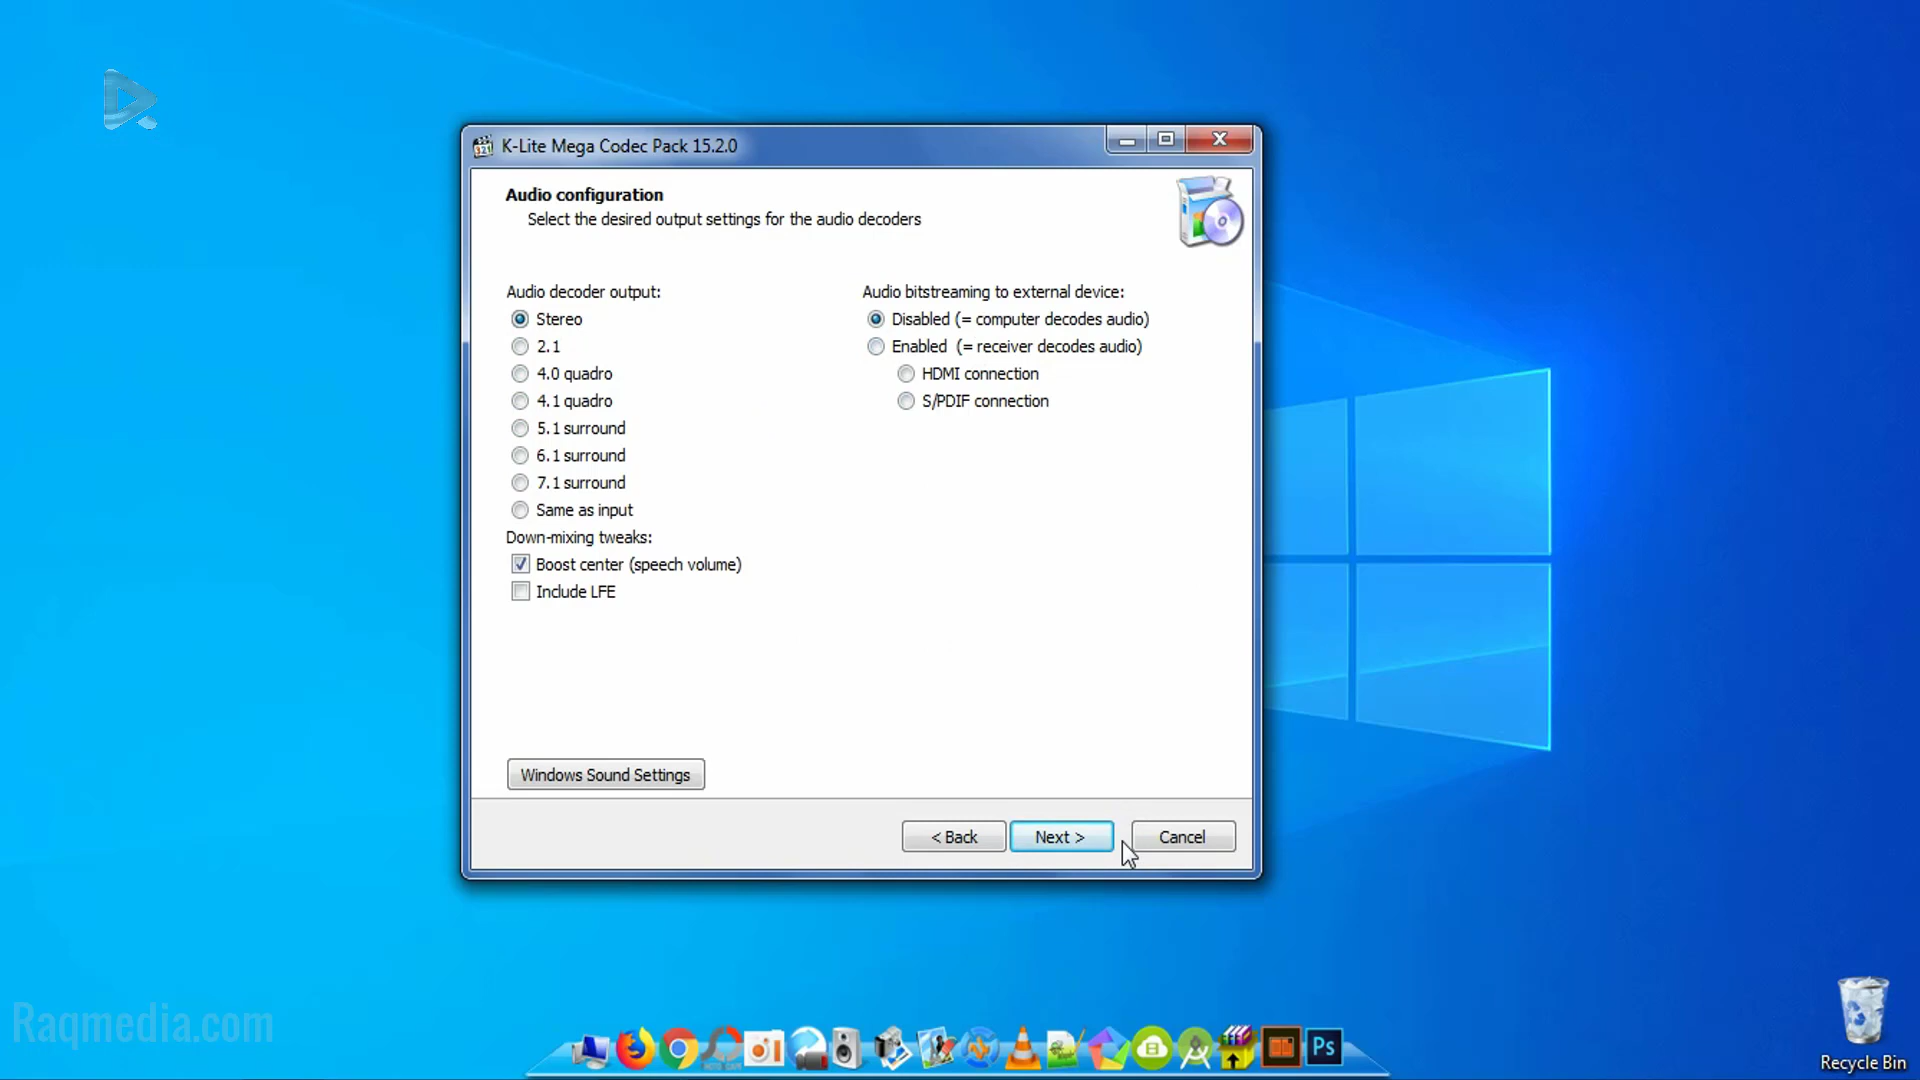 K-Lite Mega Codec Pack 15.2.0
Audio configuration
Select the desired output settings for the audio decoders
Audio decoder output:
Stereo
2.1
4.0 quadro
4.1 quadro
5.1 surround
6.1 surround
7.1 surround
Same as input
Down-mixing tweaks:
Boost center (speech volume)
Include LFE
Audio bitstreaming to external device:
Disabled (= computer decodes audio)
Enabled (= receiver decodes audio)
HDMI connection
S/PDIF connection
Windows Sound Settings
< Back
Next >
Cancel
Raqmedia.com
Ps
Recycle Bin